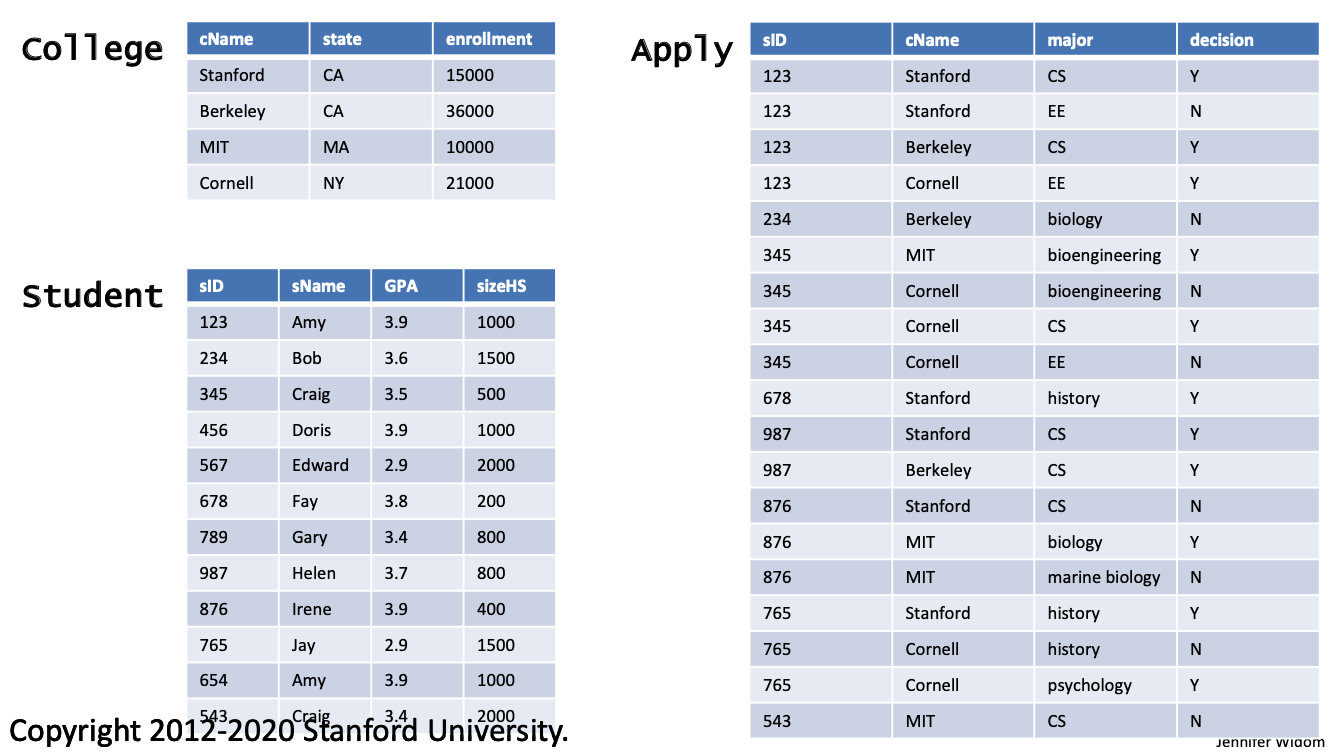 College
cName state enrollment
Stanford CA 15000
Berkeley CA 36000
MIT MA 10000
Cornell NY 21000
Student
sID sName GPA sizeHS
123 Amy 3.9 1000
234 Bob 3.6 1500
345 Craig 3.5 500
456 Doris 3.9 1000
567 Edward 2.9 2000
678 Fay 3.8 200
789 Gary 3.4 800
987 Helen 3.7 800
876 Irene 3.9 400
765 Jay 2.9 1500
654 Amy 3.9 1000
543 Craig 3.4 2000
Apply
sID cName major decision
123 Stanford CS Y
123 Stanford EE N
123 Berkeley CS Y
123 Cornell EE Y
234 Berkeley biology N
345 MIT bioengineering Y
345 Cornell bioengineering N
345 Cornell CS Y
345 Cornell EE N
678 Stanford history Y
987 Stanford CS Y
987 Berkeley CS Y
876 Stanford CS N
876 MIT biology Y
876 MIT marine biology N
765 Stanford history Y
765 Cornell history N
765 Cornell psychology Y
543 MIT CS N
Copyright 2012-2020 Stanford University.
Jennifer Widom